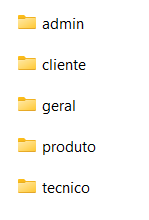 admin
cliente
geral
produto
tecnico